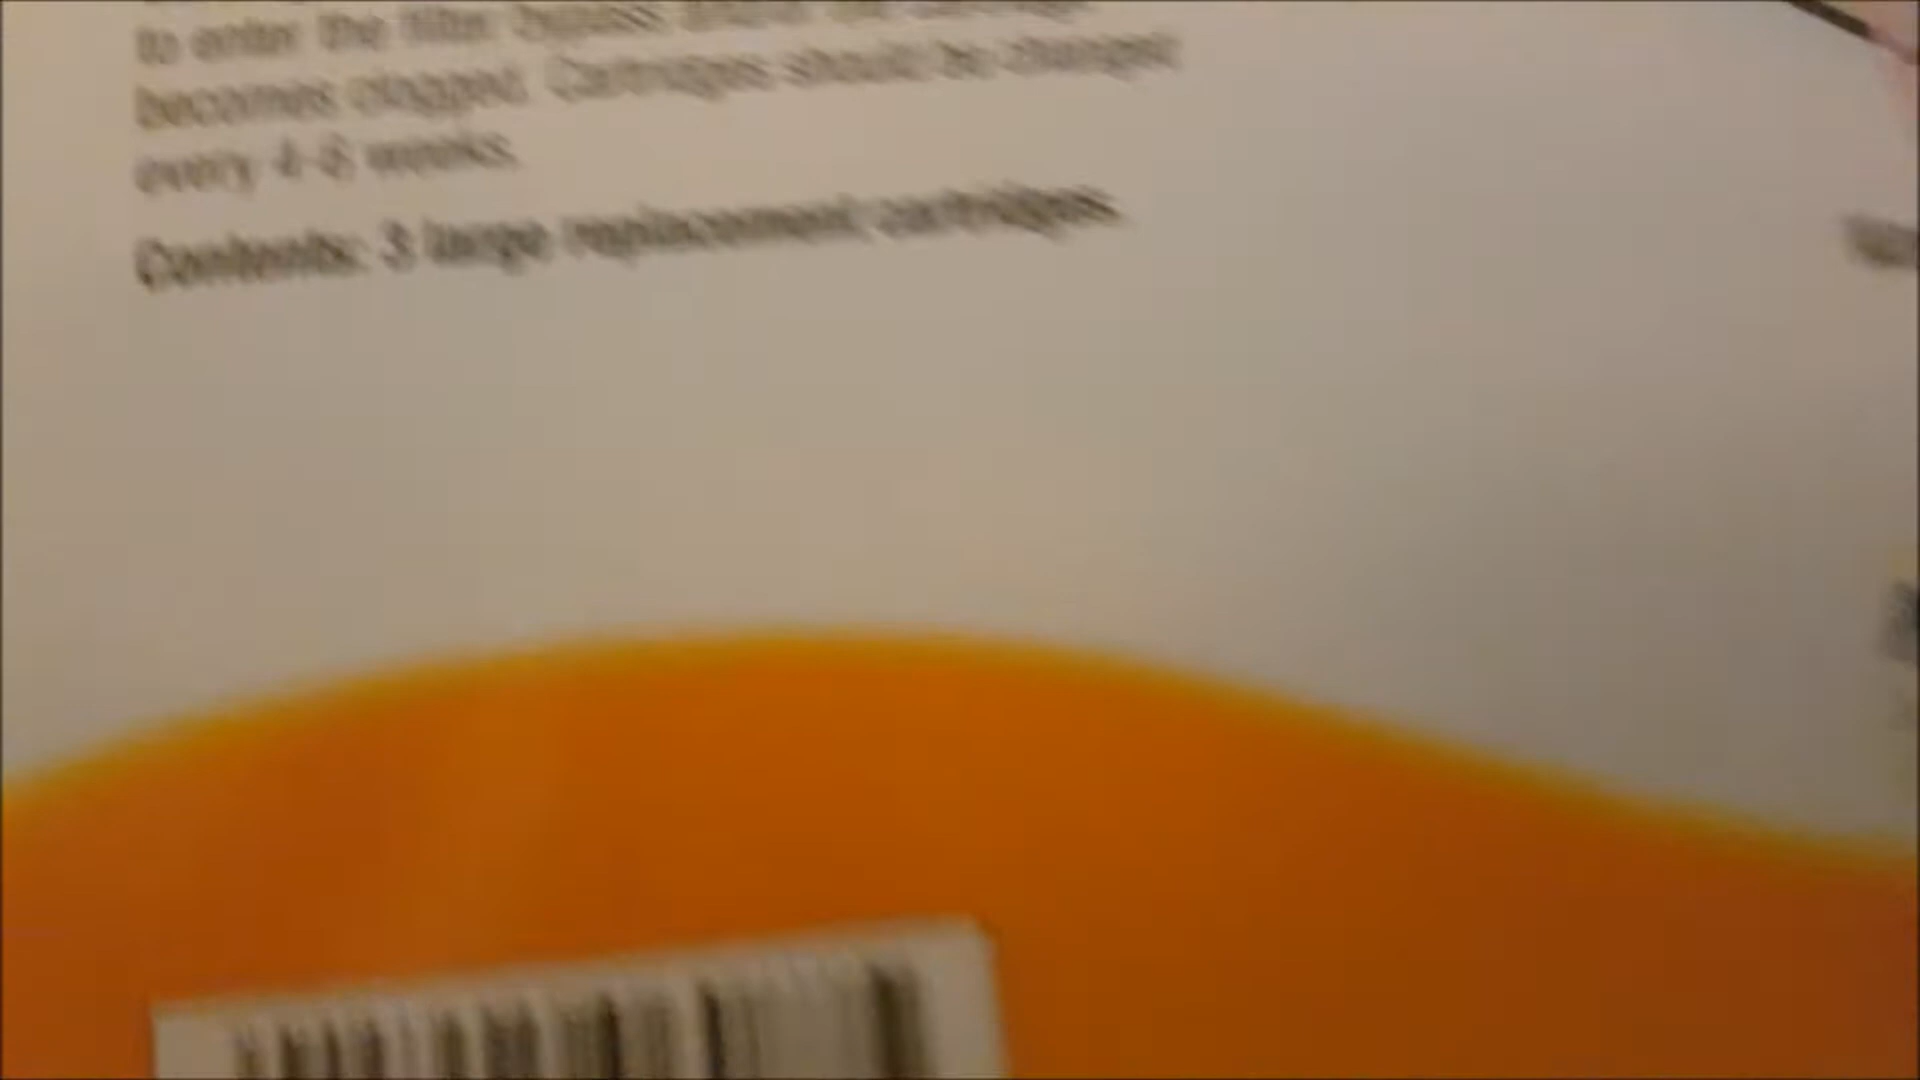 to enter the filter bypass
becomes clogged. Cartridges should be changed
every 4-6 weeks.
Contents: 3 large replacement cartridges.